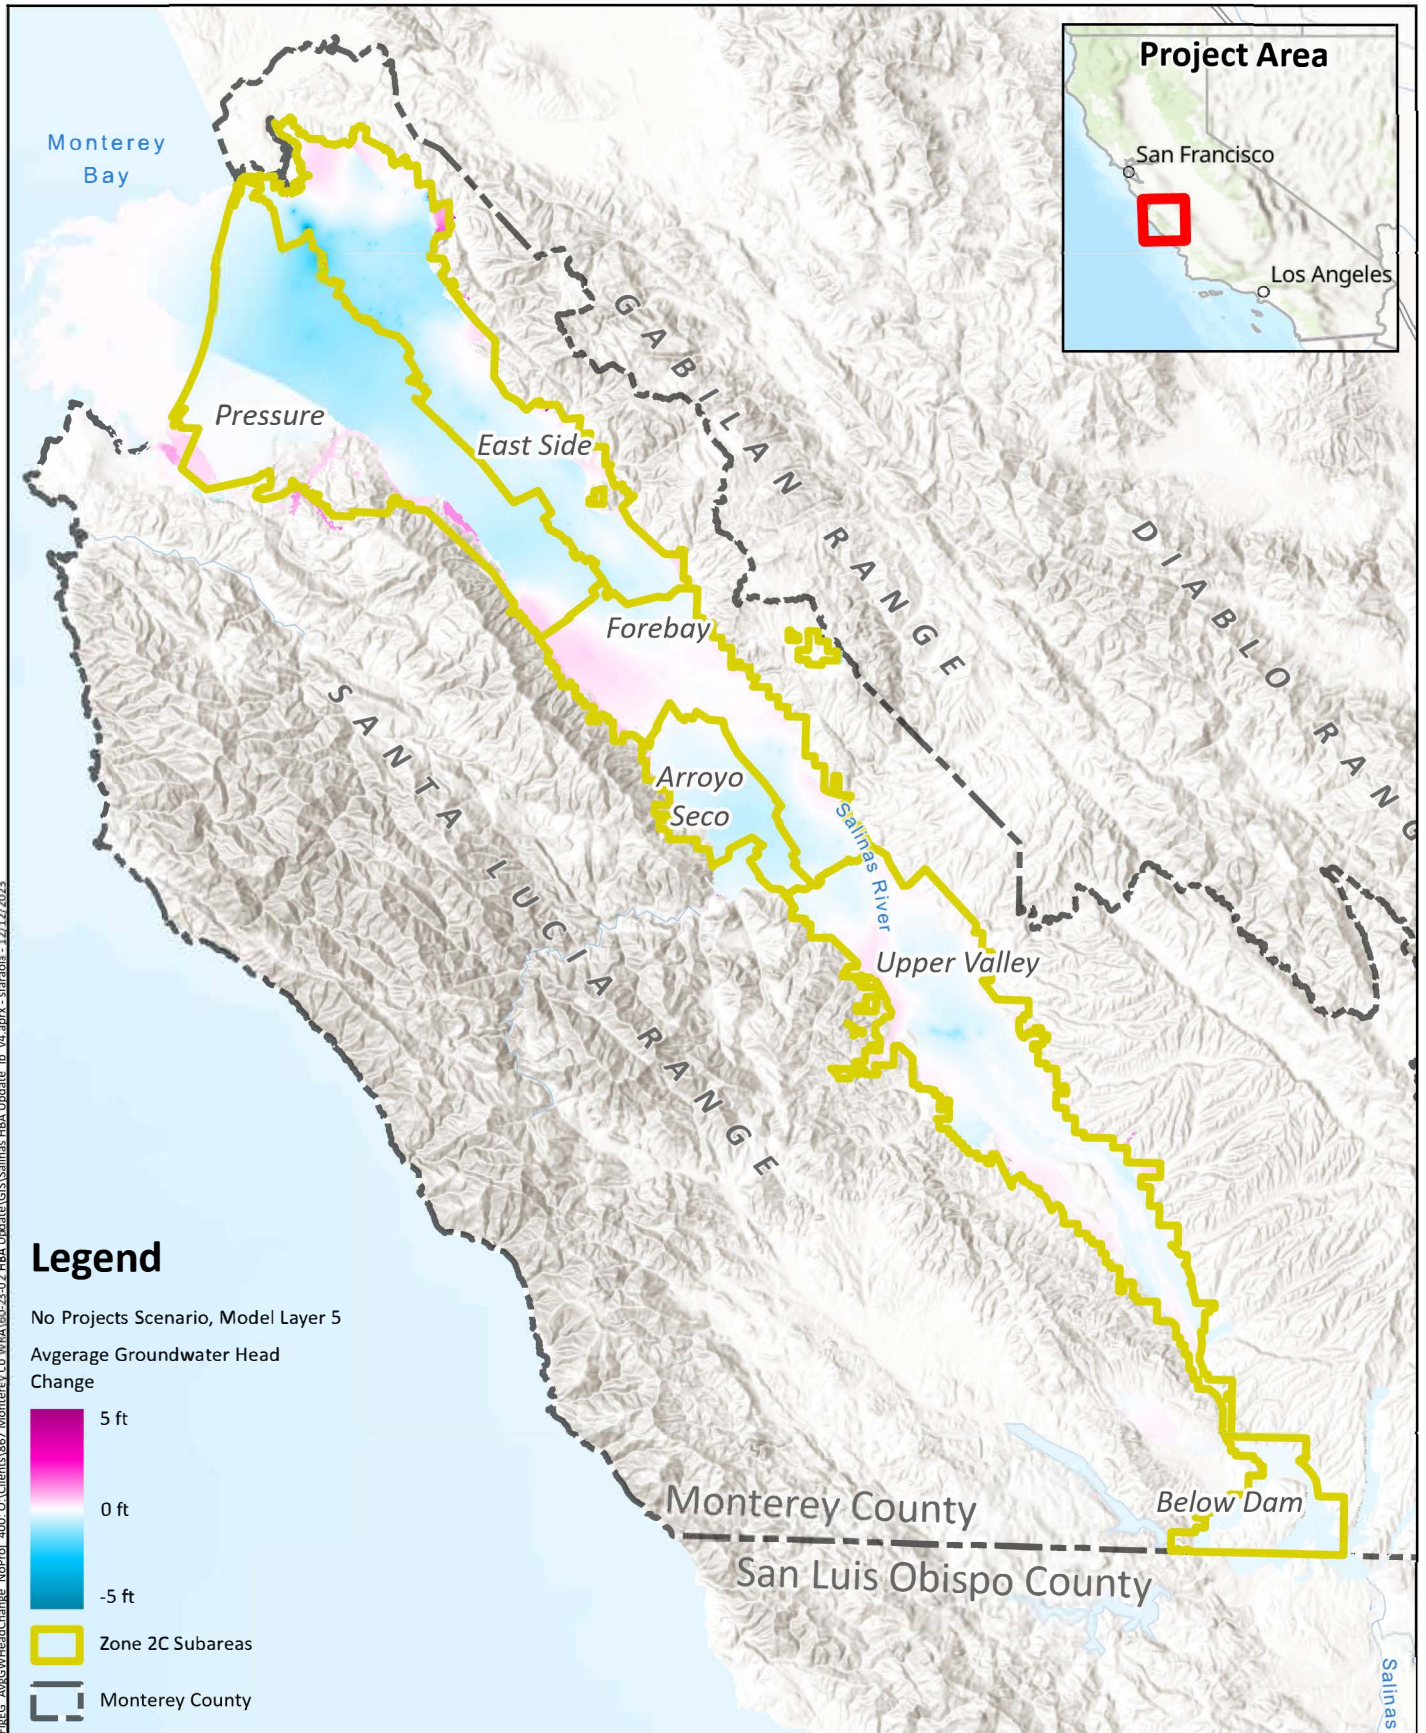 Project Area
San Francisco
Los Angeles
Monterey
Bay
GABILAN RANGE
DIABLO RANG
Pressure
East Side
Forebay
Arroyo
Seco
Salinas River
SANTA LUCIA RANGE
Upper Valley
Below Dam
Monterey County
San Luis Obispo County
Salinas
Legend
No Projects Scenario, Model Layer 5
Avgerage Groundwater Head
Change
5 ft
0 ft
-5 ft
Zone 2C Subareas
Monterey County